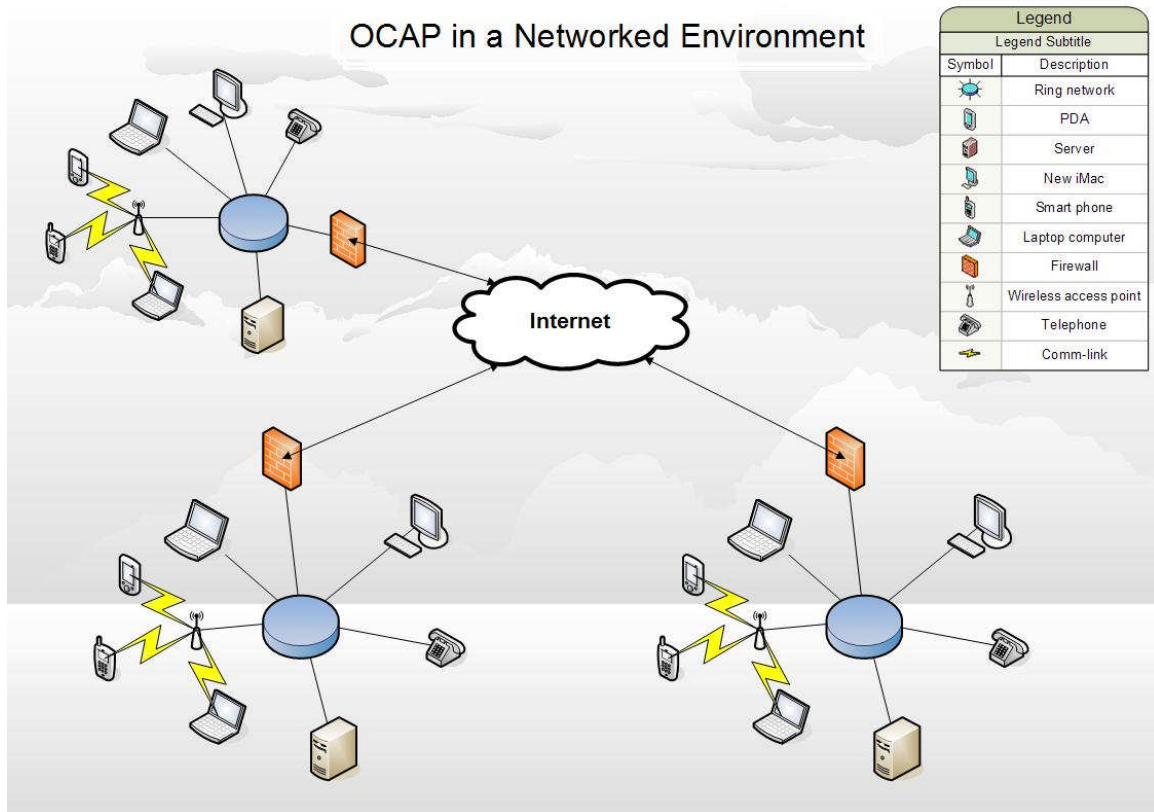 OCAP in a Networked Environment
Legend
Legend Subtitle
Symbol Description
Ring network
PDA
Server
New iMac
Smart phone
Laptop computer
Firewall
Wireless access point
Telephone
Comm-link
Internet